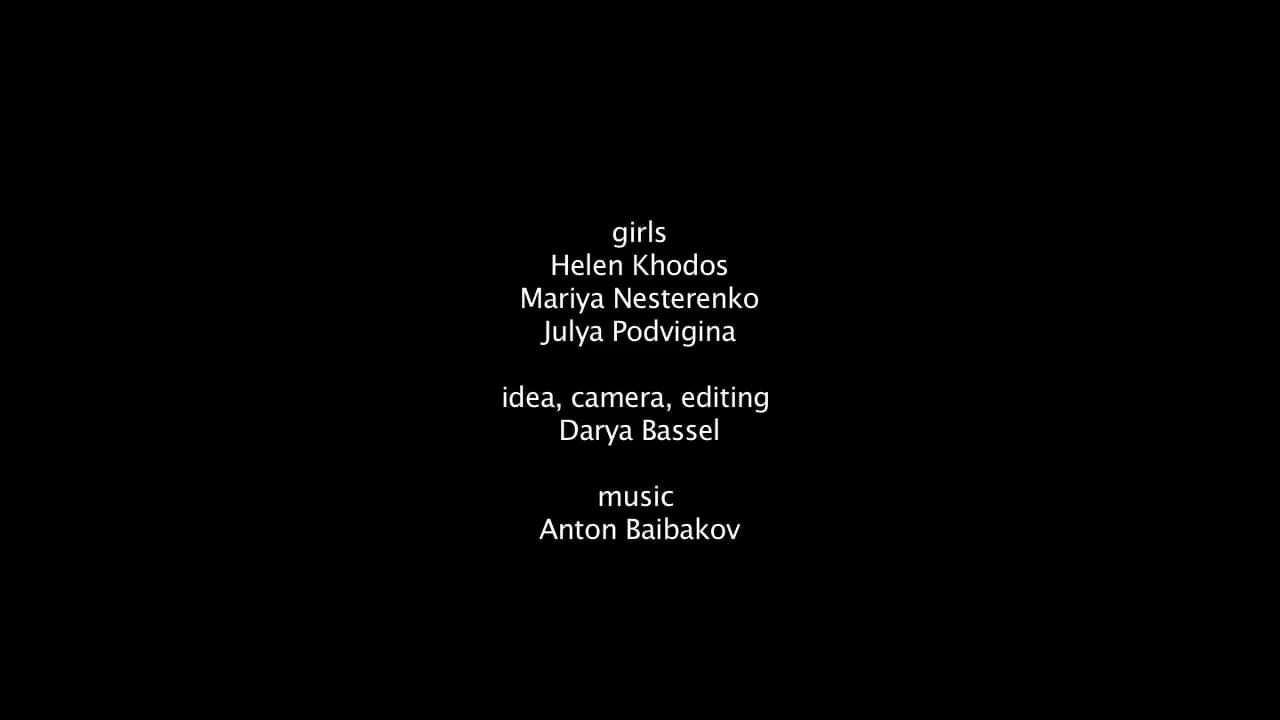 girls
Helen Khodos
Mariya Nesterenko
Julya Podvigina
idea, camera, editing
Darya Bassel
music
Anton Baibakov